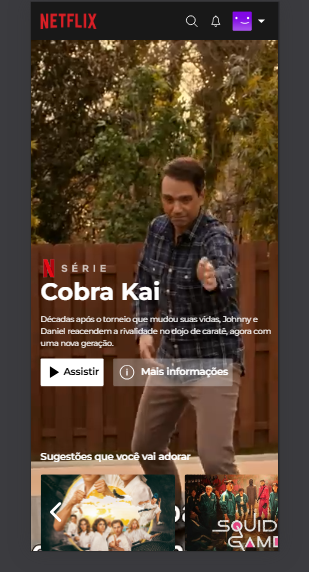 NETFLIX
N SÉRIE
Cobra Kai
Décadas após o torneio que mudou suas vidas, Johnny e
Daniel reacendem a rivalidade no dojo de caratê, agora com
uma nova geração.
Assistir
Mais informações
Sugestões que você vai adorar
SQUID
GAME